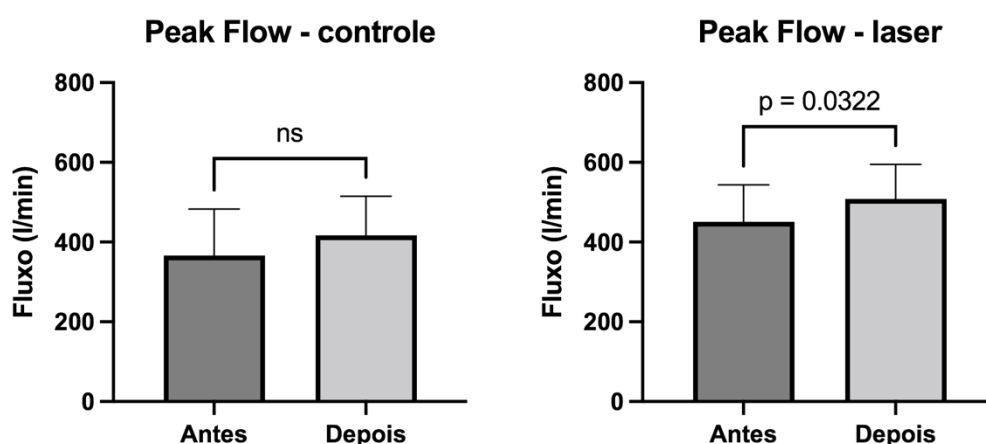 Peak Flow - controle
800
600
400
200
0
Fluxo (l/min)
ns
Antes
Depois
Peak Flow - laser
800
600
400
200
0
Fluxo (l/min)
p = 0.0322
Antes
Depois